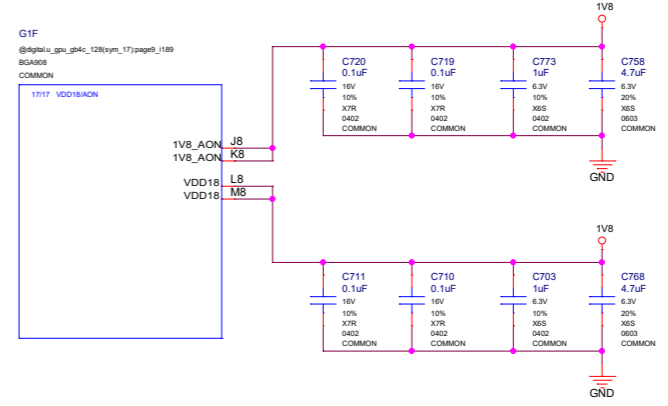 1V8
G1F
@digital.u_gpu_gb4c_128(sym_17):page9_i189
BGA908
COMMON
17/17 VDD18/AON
C720
0.1uF
16V
10%
X7R
0402
COMMON
C719
0.1uF
16V
10%
X7R
0402
COMMON
C773
1uF
6.3V
10%
X6S
0402
COMMON
C758
4.7uF
6.3V
20%
X6S
0603
COMMON
1V8_AON J8
1V8_AON K8
VDD18 L8
VDD18 M8
GND
1V8
C711
0.1uF
16V
10%
X7R
0402
COMMON
C710
0.1uF
16V
10%
X7R
0402
COMMON
C703
1uF
6.3V
10%
X6S
0402
COMMON
C768
4.7uF
6.3V
20%
X6S
0603
COMMON
GND